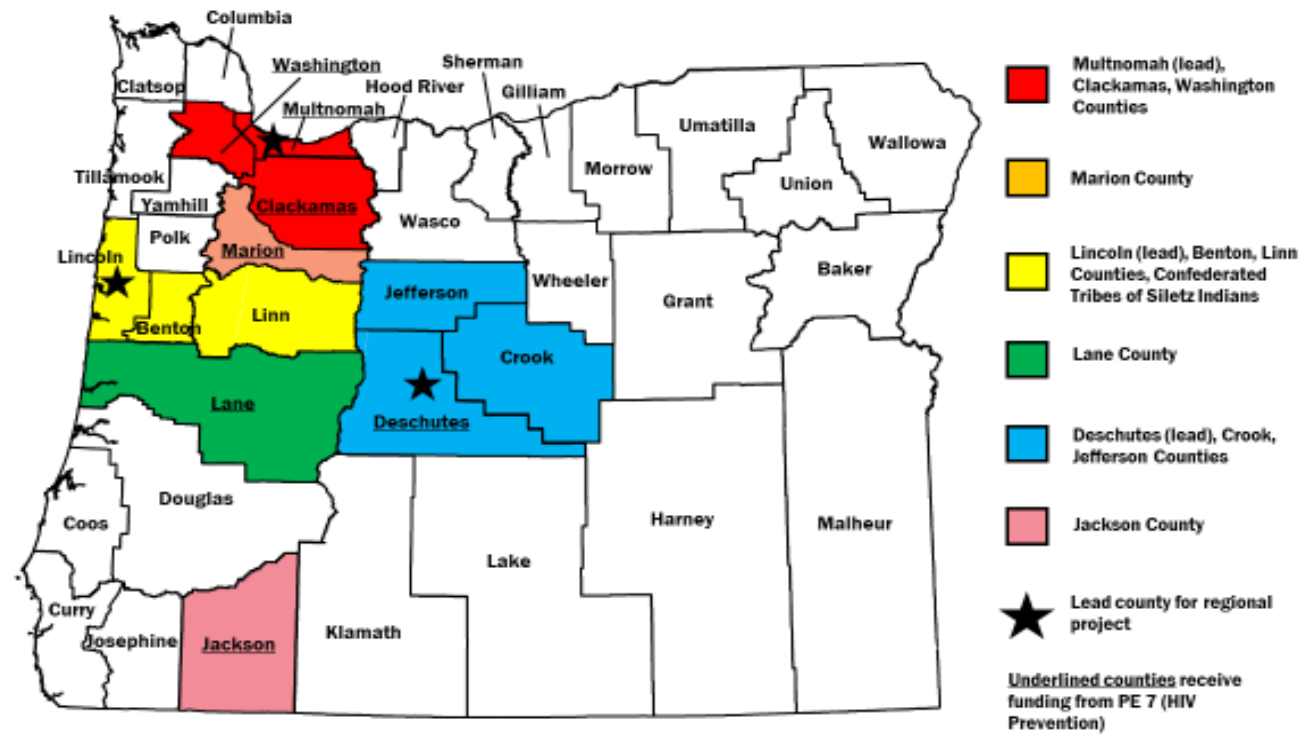 Columbia
Washington
Sherman
Hood River
Gilliam
Clatsop
Multnomah
Umatilla
Wallowa
Tillamook
Morrow
Union
Yamhill
Clackamas
Wasco
Polk
Marion
Lincoln
Wheeler
Baker
Jefferson
Grant
Benton
Linn
Crook
Lane
Deschutes
Douglas
Coos
Harney
Malheur
Lake
Curry
Josephine
Jackson
Klamath
Multnomah (lead),
Clackamas, Washington
Counties
Marion County
Lincoln (lead), Benton, Linn
Counties, Confederated
Tribes of Siletz Indians
Lane County
Deschutes (lead), Crook,
Jefferson Counties
Jackson County
Lead county for regional
project
Underlined counties receive
funding from PE 7 (HIV
Prevention)